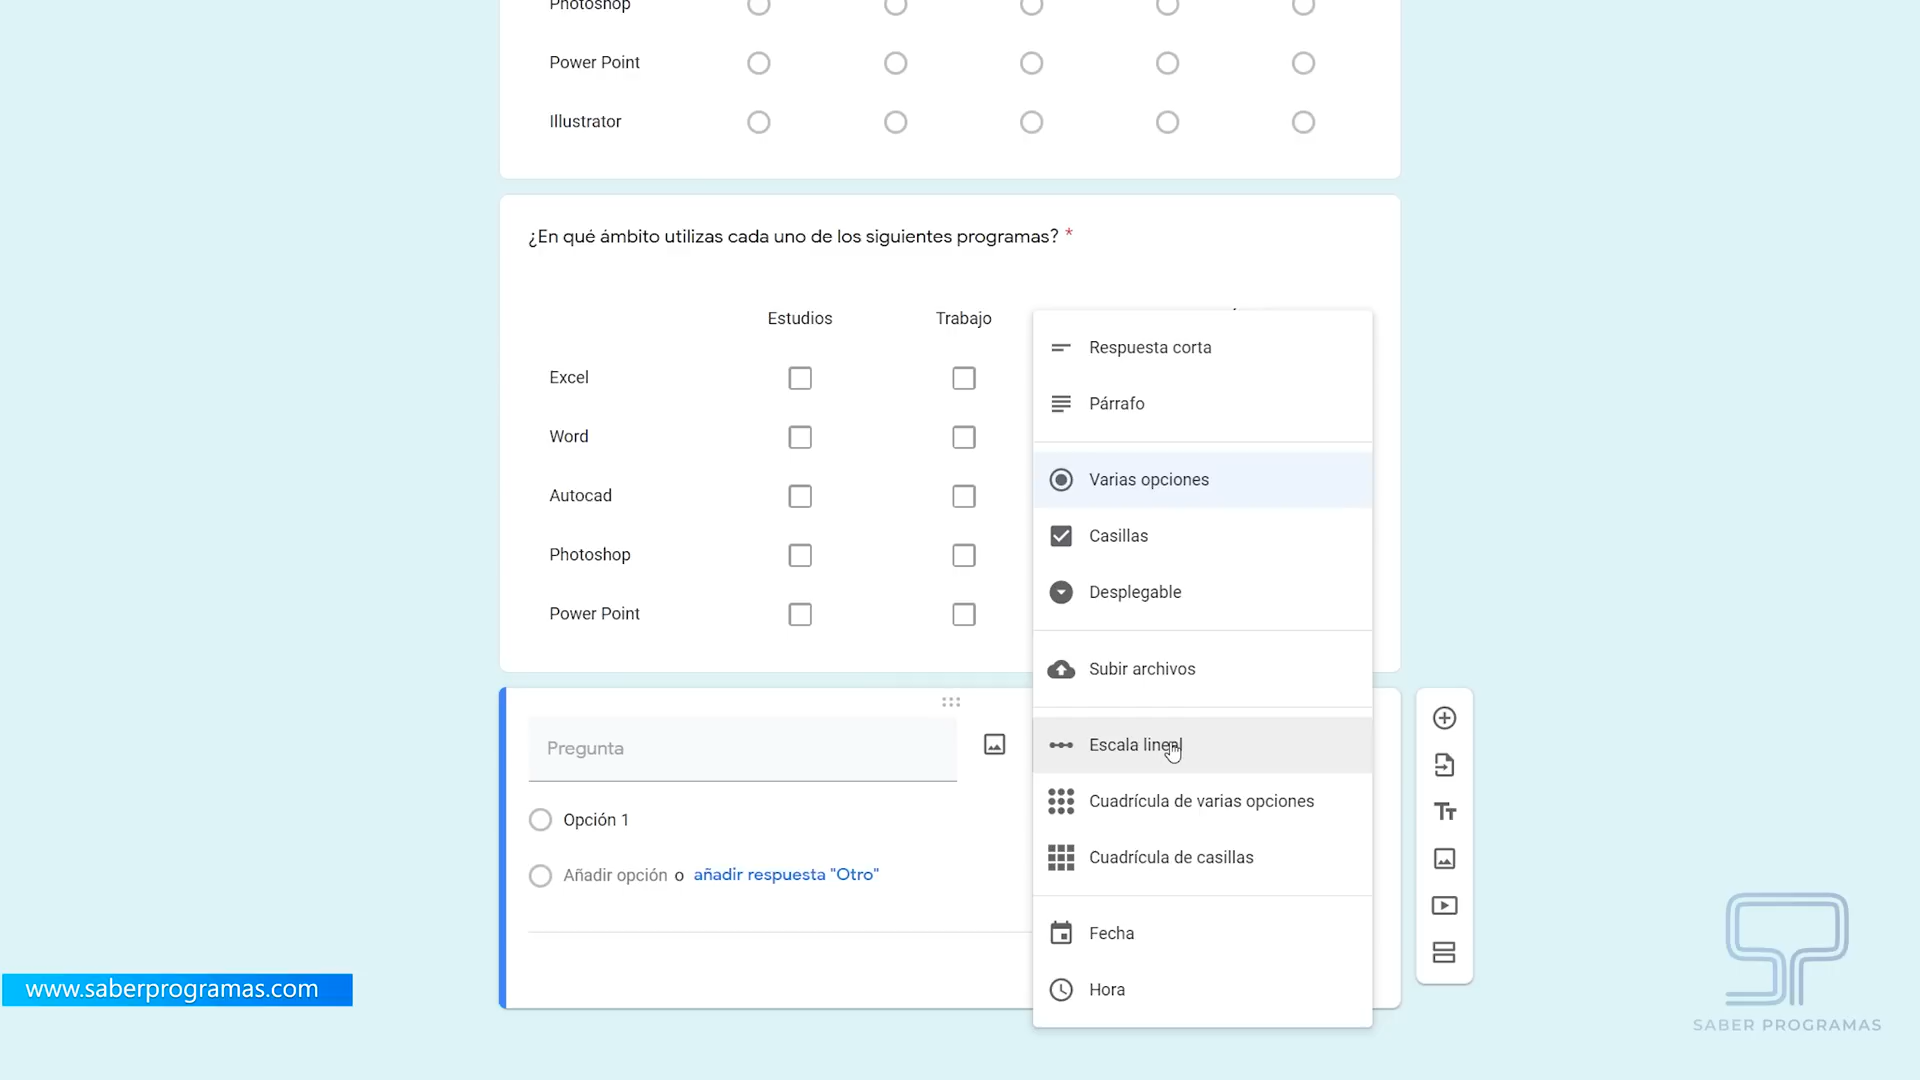 Photoshop
Power Point
Illustrator
¿En qué ámbito utilizas cada uno de los siguientes programas? *
Estudios Trabajo
Excel
Word
Autocad
Photoshop
Power Point
Respuesta corta
Párrafo
Varias opciones
Casillas
Desplegable
Subir archivos
Escala lineal
Cuadrícula de varias opciones
Cuadrícula de casillas
Fecha
Hora
Pregunta
Opción 1
Añadir opción o añadir respuesta "Otro"
Tт
www.saberprogramas.com
SABER PROGRAMAS